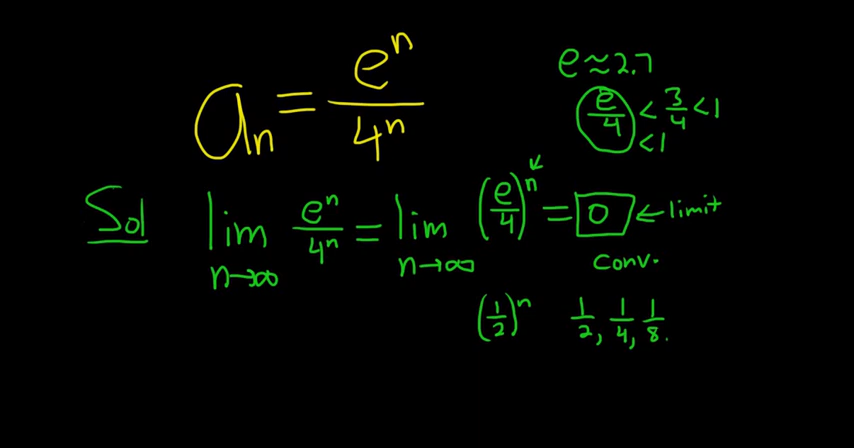 aₙ = eⁿ/4ⁿ
e ≈ 2.7
e/4 < 3/4 < 1
< 1
Sol lim n→∞ eⁿ/4ⁿ = lim n→∞ (e/4)ⁿ = 0 ← limit
Conv.
(1/2)ⁿ 1/2, 1/4, 1/8.